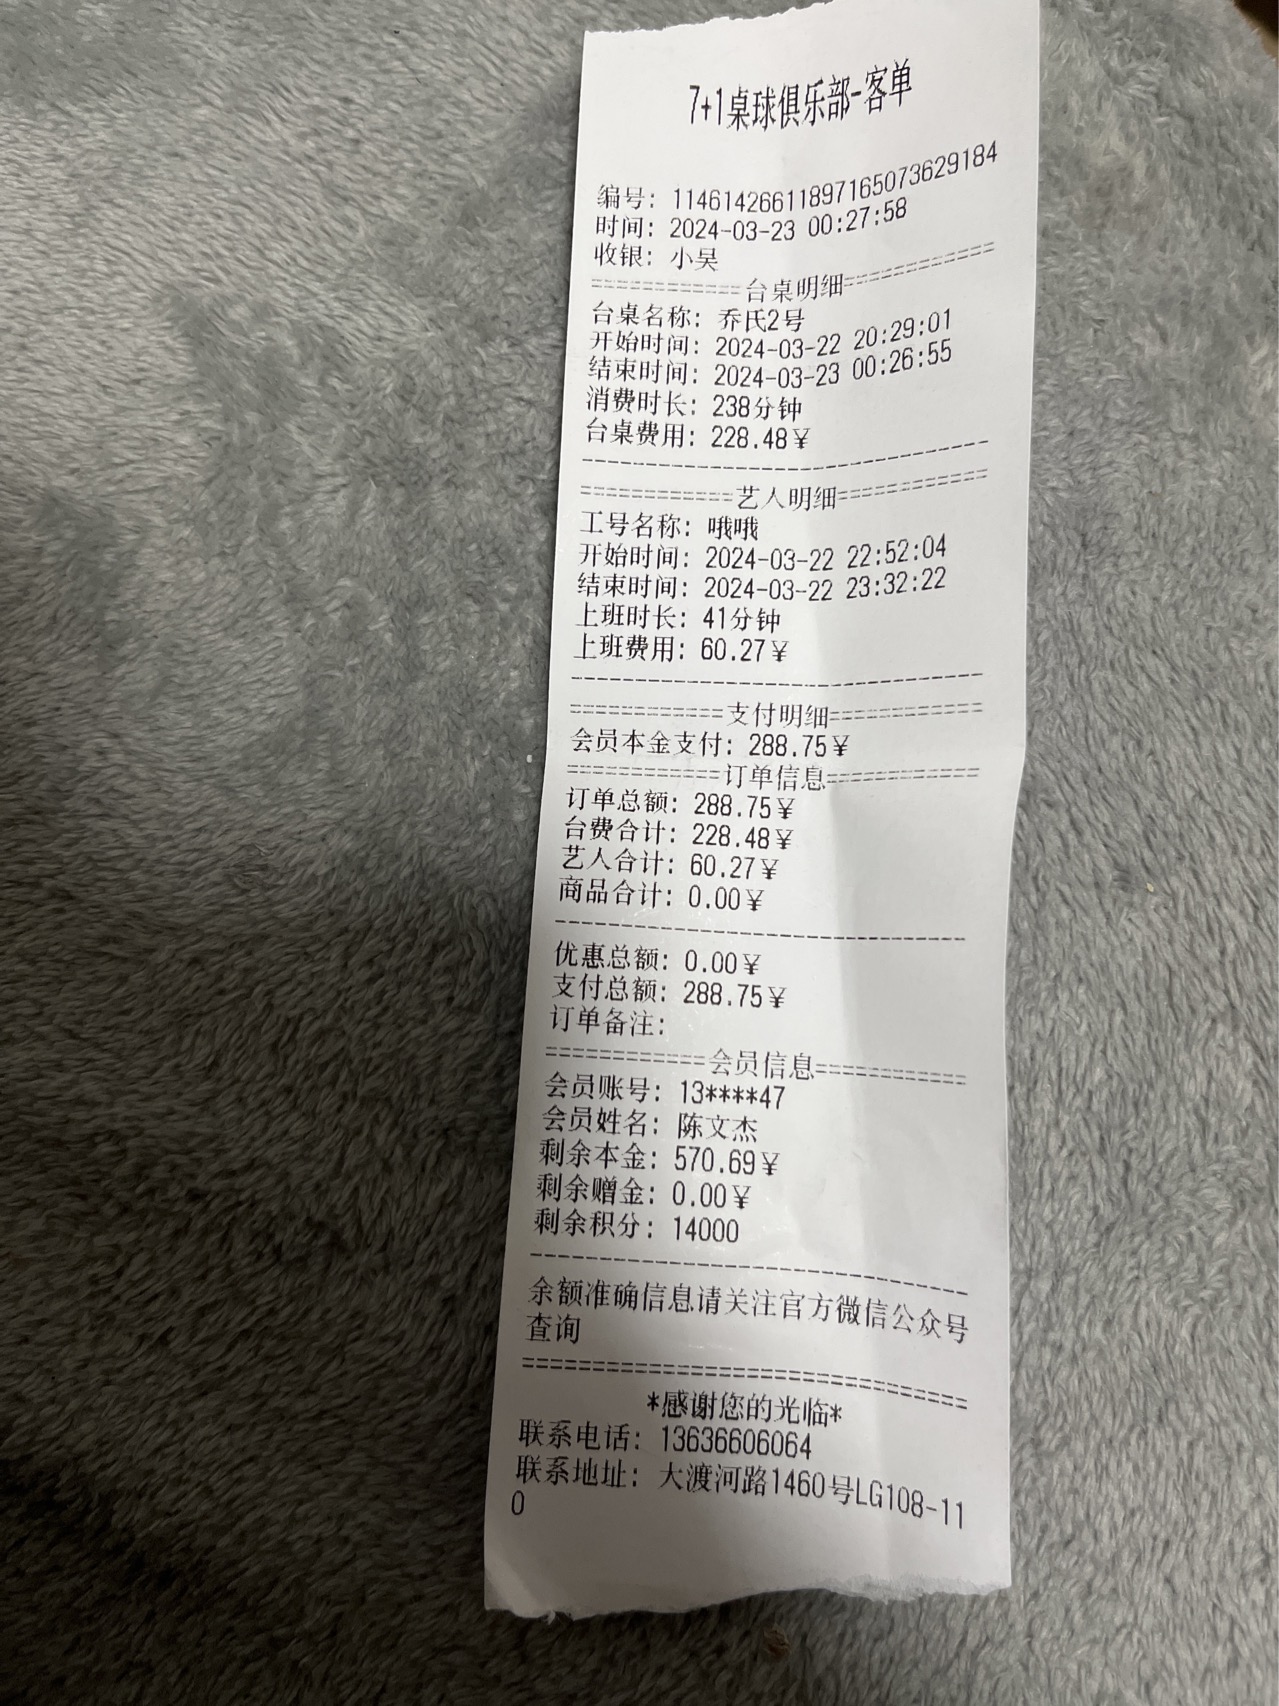 7+1桌球俱乐部-客单
编号: 1146142661189716507362​9184
时间: 2024-03-23 00:27:58
收银: 小吴
===========台桌明细===========
台桌名称: 乔氏2号
开始时间: 2024-03-22 20:29:01
结束时间: 2024-03-23 00:26:55
消费时长: 238分钟
台桌费用: 228.48￥
--------------------------------
===========艺人明细===========
工号名称: 哦哦
开始时间: 2024-03-22 22:52:04
结束时间: 2024-03-22 23:32:22
上班时长: 41分钟
上班费用: 60.27￥
--------------------------------
===========支付明细===========
会员本金支付: 288.75￥
===========订单信息===========
订单总额: 288.75￥
台费合计: 228.48￥
艺人合计: 60.27￥
商品合计: 0.00￥
--------------------------------
优惠总额: 0.00￥
支付总额: 288.75￥
订单备注:
===========会员信息===========
会员账号: 13****47
会员姓名: 陈文杰
剩余本金: 570.69￥
剩余赠金: 0.00￥
剩余积分: 14000
--------------------------------
余额准确信息请关注官方微信公众号
查询
================================
*感谢您的光临*
联系电话: 13636606064
联系地址: 大渡河路1460号LG108-11
0